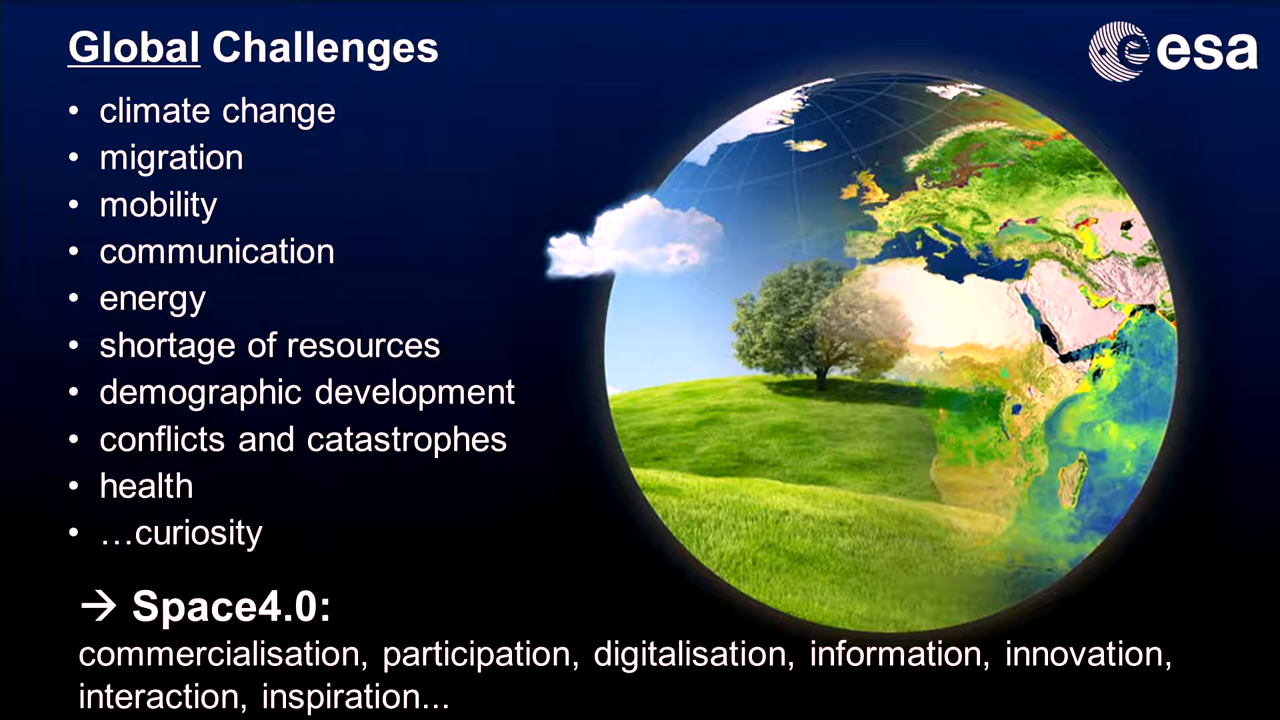 Global Challenges
esa
• climate change
• migration
• mobility
• communication
• energy
• shortage of resources
• demographic development
• conflicts and catastrophes
• health
• …curiosity
→ Space4.0:
commercialisation, participation, digitalisation, information, innovation,
interaction, inspiration...